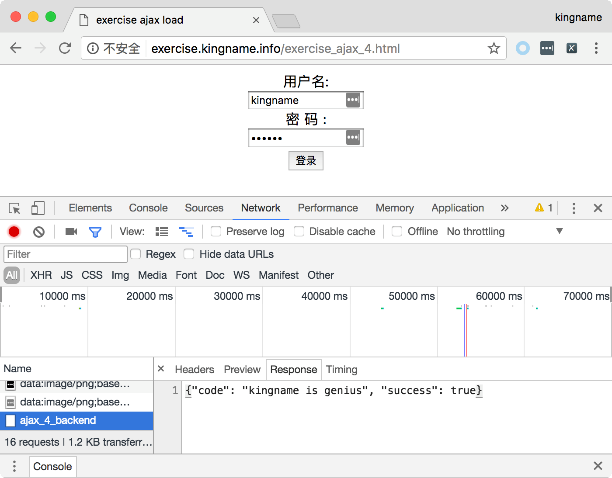 exercise ajax load
kingname
不安全 exercise.kingname.info/exercise_ajax_4.html
用户名:
kingname
密 码 :
登录
Elements Console Sources Network Performance Memory Application » 1
View: Preserve log Disable cache Offline No throttling
Filter Regex Hide data URLs
All XHR JS CSS Img Media Font Doc WS Manifest Other
10000 ms 20000 ms 30000 ms 40000 ms 50000 ms 60000 ms 70000 ms
Name × Headers Preview Response Timing
data:image/png;base…
1 {"code": "kingname is genius", "success": true}
data:image/png;base…
ajax_4_backend
16 requests | 1.2 KB transferr…
Console